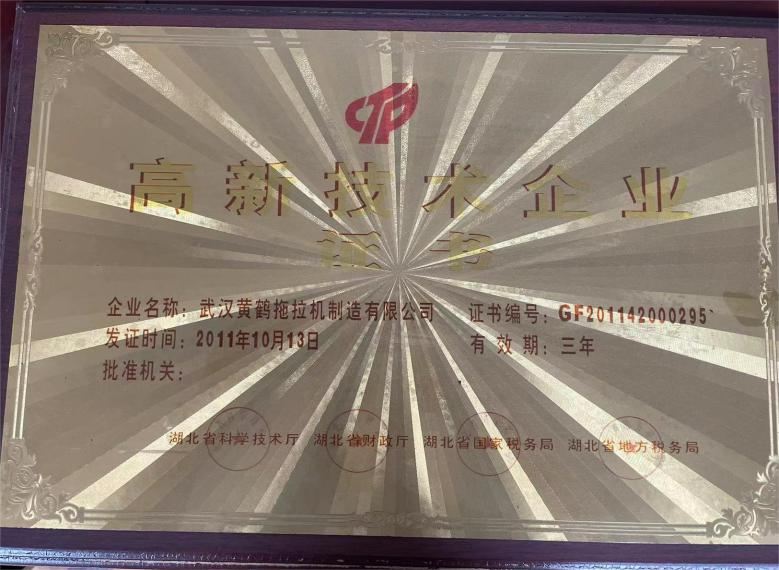 高新技术企业
证书
企业名称：武汉黄鹤拖拉机制造有限公司 证书编号：GF201142000295
发证时间：2011年10月13日 有效期：三年
批准机关：
湖北省科学技术厅 湖北省财政厅 湖北省国家税务局 湖北省地方税务局